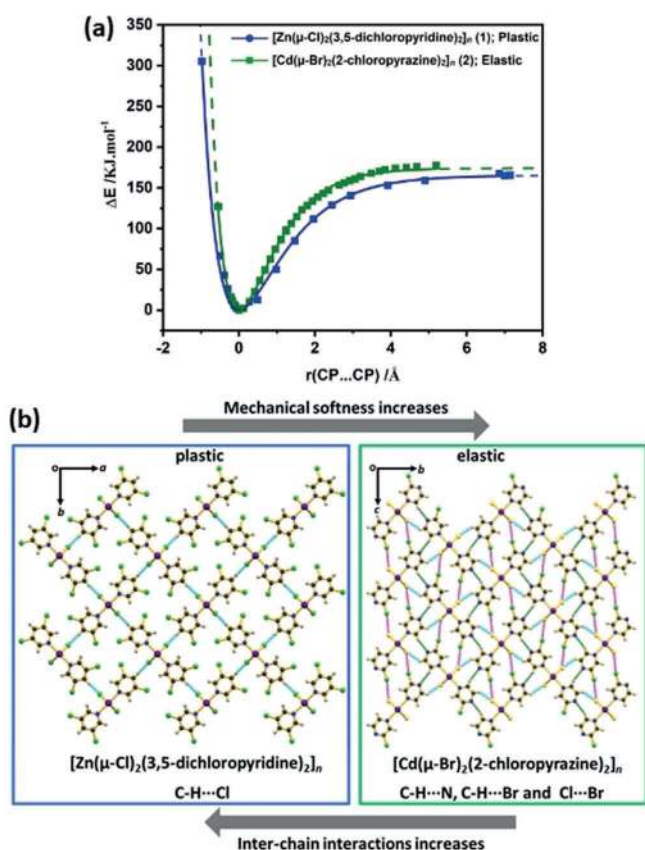 (a)
[Zn(μ-Cl)2(3,5-dichloropyridine)2]n (1); Plastic
[Cd(μ-Br)2(2-chloropyrazine)2]n (2); Elastic
350
300
250
200
150
100
50
0
ΔE /KJ.mol-1
-2
0
2
4
6
8
r(CP...CP) /Å
(b)
Mechanical softness increases
plastic
elastic
o
a
b
o
b
c
[Zn(μ-Cl)2(3,5-dichloropyridine)2]n
[Cd(μ-Br)2(2-chloropyrazine)2]n
C-H···Cl
C-H···N, C-H···Br and Cl···Br
Inter-chain interactions increases